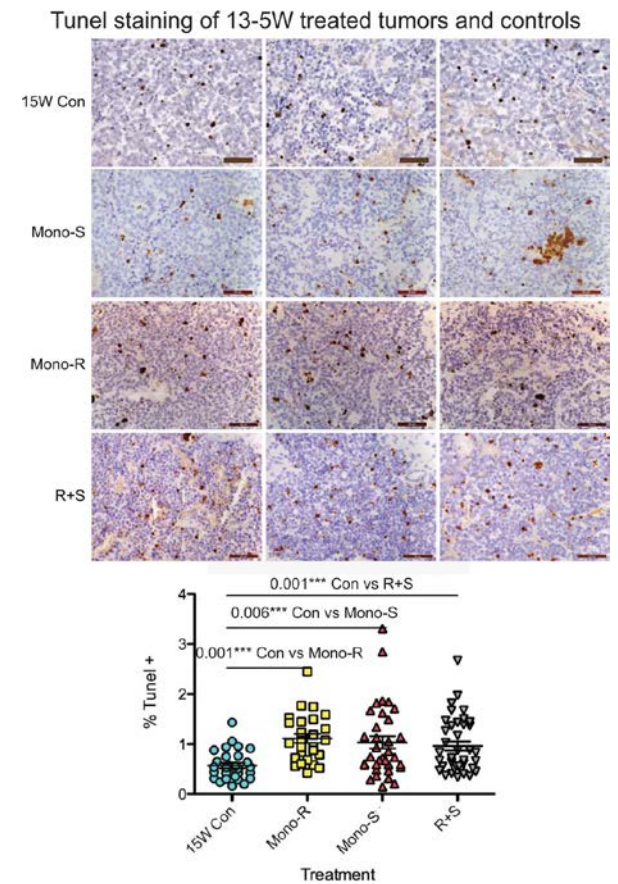 Tunel staining of 13-5W treated tumors and controls
15W Con
Mono-S
Mono-R
R+S
0.001*** Con vs R+S
0.006*** Con vs Mono-S
0.001*** Con vs Mono-R
% Tunel +
4
3
2
1
0
15W Con
Mono-R
Mono-S
R+S
Treatment